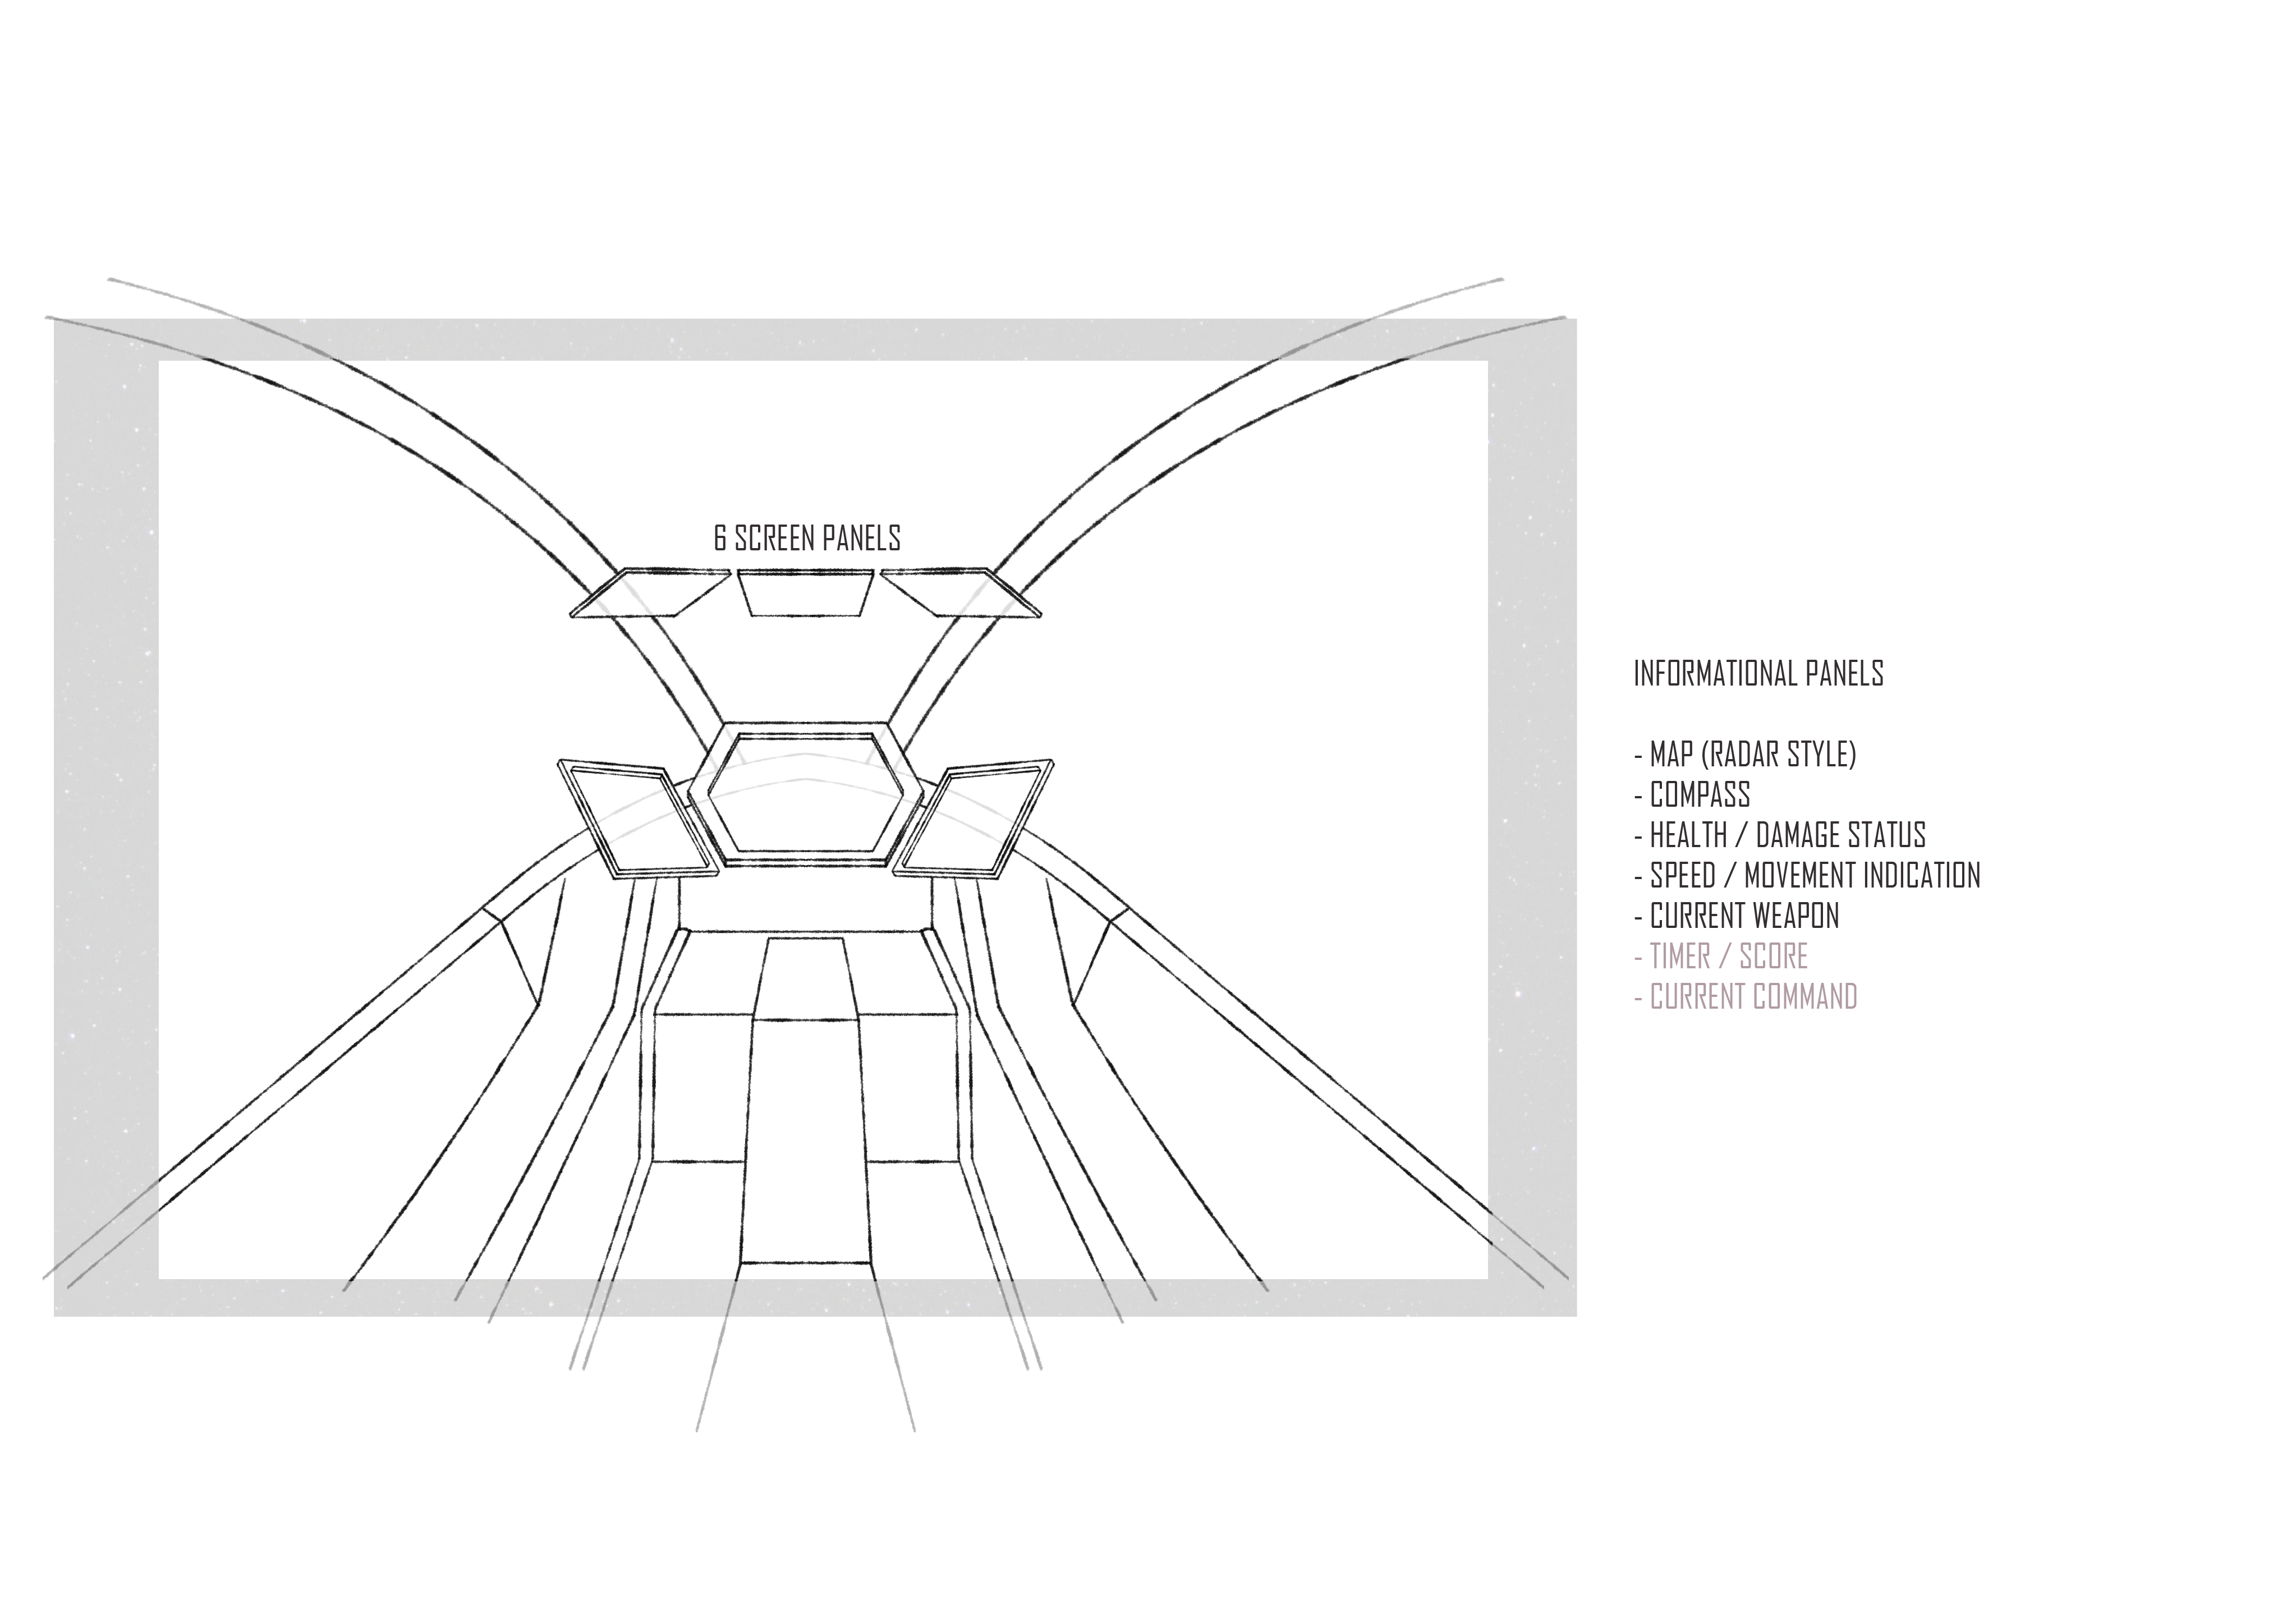 6 SCREEN PANELS
INFORMATIONAL PANELS
- MAP (RADAR STYLE)
- COMPASS
- HEALTH / DAMAGE STATUS
- SPEED / MOVEMENT INDICATION
- CURRENT WEAPON
- TIMER / SCORE
- CURRENT COMMAND